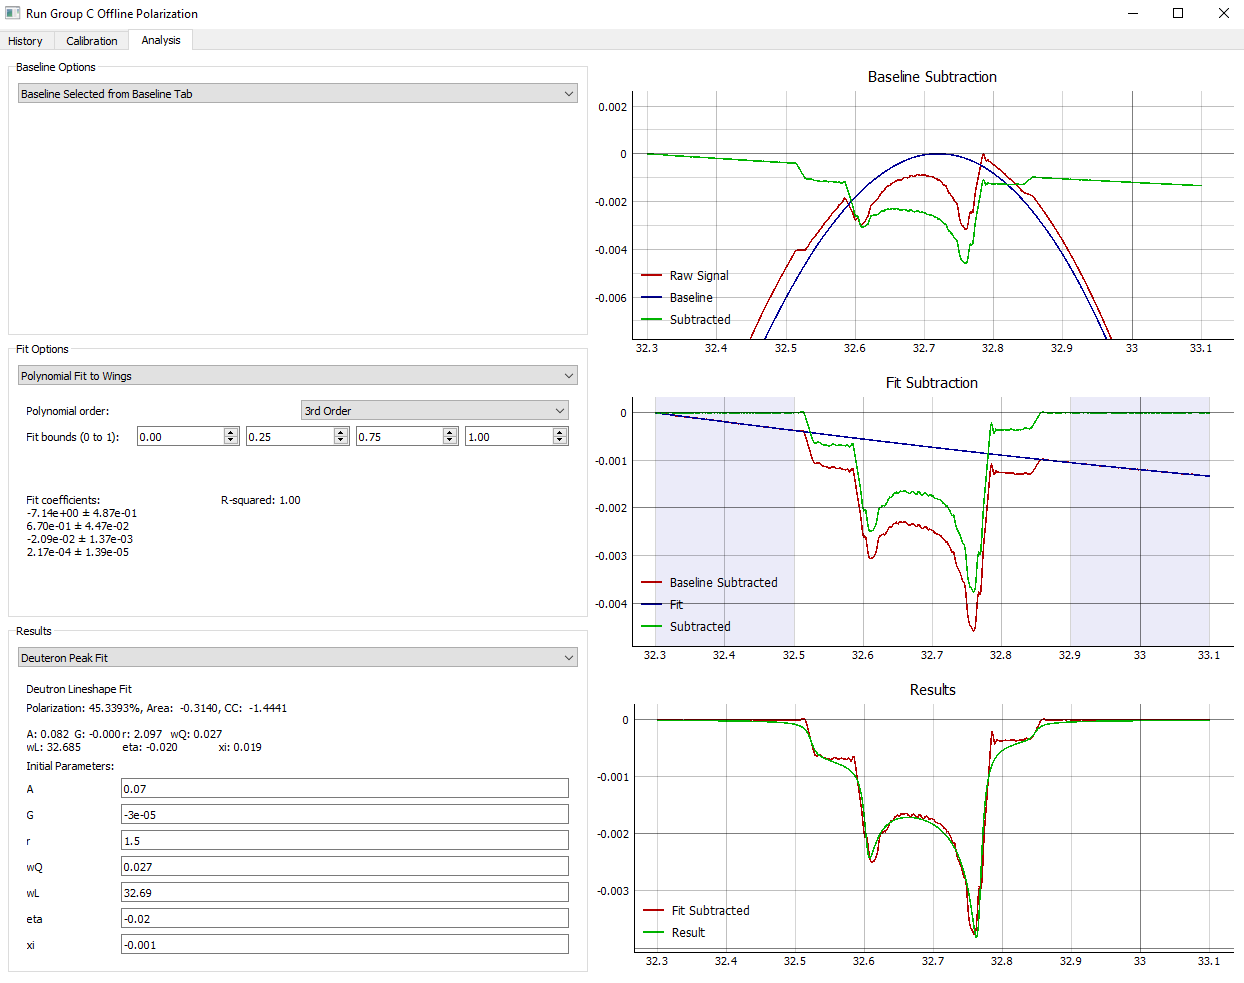 Run Group C Offline Polarization
History Calibration Analysis
Baseline Options
Baseline Selected from Baseline Tab
Fit Options
Polynomial Fit to Wings
Polynomial order: 3rd Order
Fit bounds (0 to 1): 0.00 0.25 0.75 1.00
Fit coefficients: R-squared: 1.00
-7.14e+00 ± 4.87e-01
6.70e-01 ± 4.47e-02
-2.09e-02 ± 1.37e-03
2.17e-04 ± 1.39e-05
Results
Deuteron Peak Fit
Deutron Lineshape Fit
Polarization: 45.3393%, Area: -0.3140, CC: -1.4441
A: 0.082 G: -0.000 r: 2.097 wQ: 0.027
wL: 32.685 eta: -0.020 xi: 0.019
Initial Parameters:
A 0.07
G -3e-05
r 1.5
wQ 0.027
wL 32.69
eta -0.02
xi -0.001
Baseline Subtraction
0.002
0
-0.002
-0.004
-0.006
Raw Signal
Baseline
Subtracted
32.3 32.4 32.5 32.6 32.7 32.8 32.9 33 33.1
Fit Subtraction
0
-0.001
-0.002
-0.003
-0.004
Baseline Subtracted
Fit
Subtracted
32.3 32.4 32.5 32.6 32.7 32.8 32.9 33 33.1
Results
0
-0.001
-0.002
-0.003
Fit Subtracted
Result
32.3 32.4 32.5 32.6 32.7 32.8 32.9 33 33.1